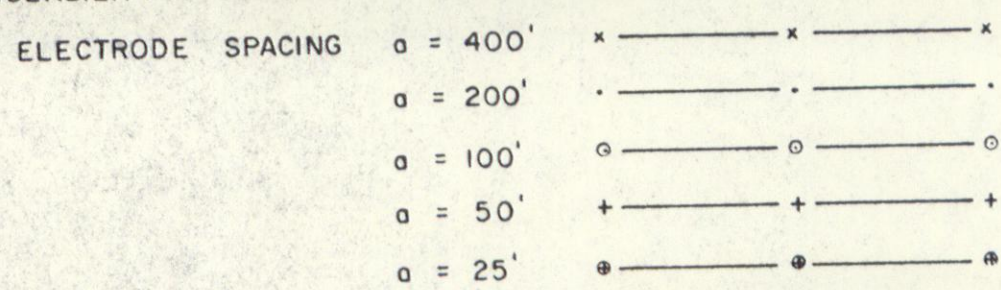 ELECTRODE SPACING a = 400'
a = 200'
a = 100'
a = 50'
a = 25'